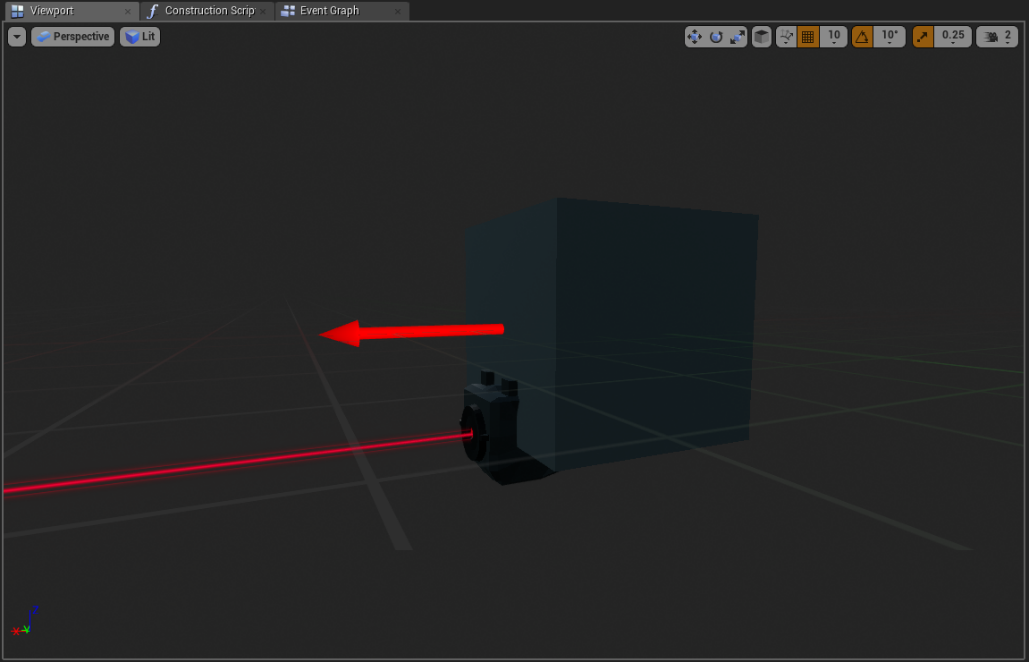 Viewport
Construction Scrip
Event Graph
Perspective
Lit
10
10°
0.25
2
Z
X
Y